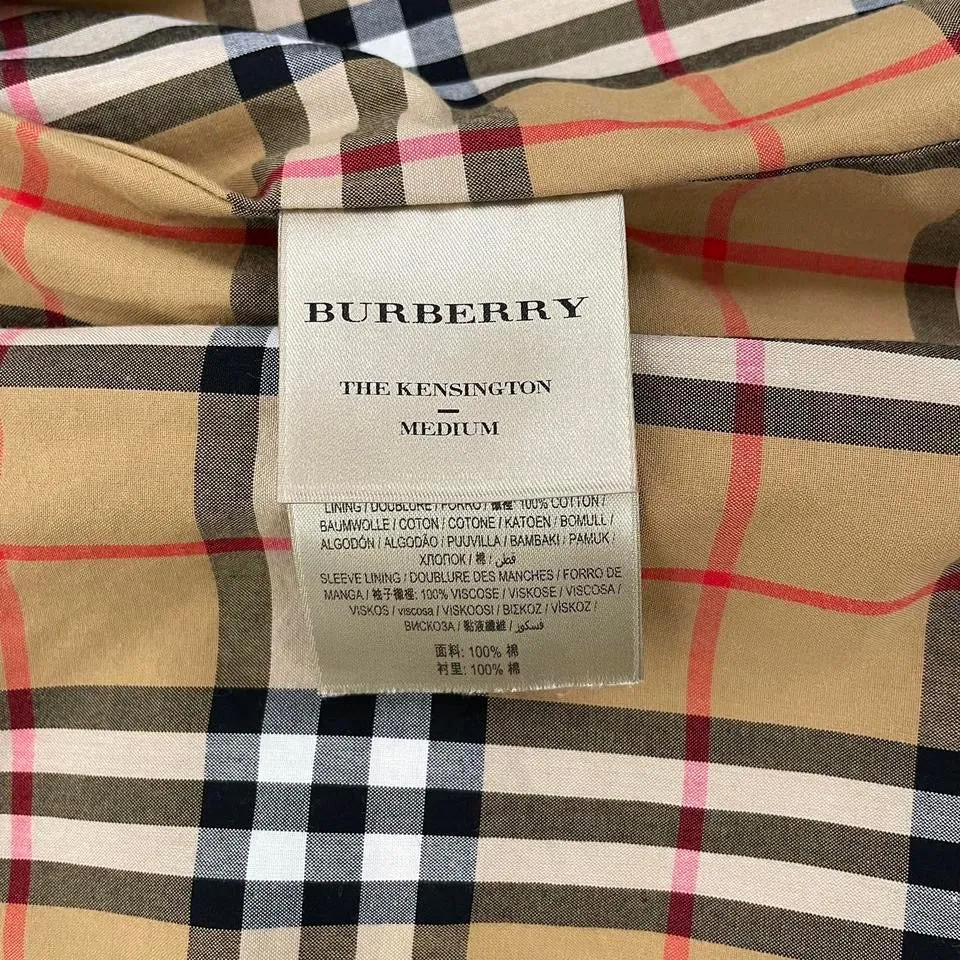 BURBERRY
THE KENSINGTON
–
MEDIUM
LINING / DOUBLURE / FORRO / 襯裡: 100% COTTON /
BAUMWOLLE / COTON / COTONE / KATOEN / BOMULL /
ALGODÓN / ALGODÃO / PUUVILLA / BAMBAKI / PAMUK /
ХЛОПОК / 棉 / قطن
SLEEVE LINING / DOUBLURE DES MANCHES / FORRO DE
MANGA / 袖子襯裡: 100% VISCOSE / VISKOSE / VISCOSA /
VISKOS / viscosa / VISKOOSI / ΒΙΣΚΟΖ / VİSKOZ /
ВИСКОЗА / 黏液纖維 / فسكوز
面料: 100% 棉
衬里: 100% 棉